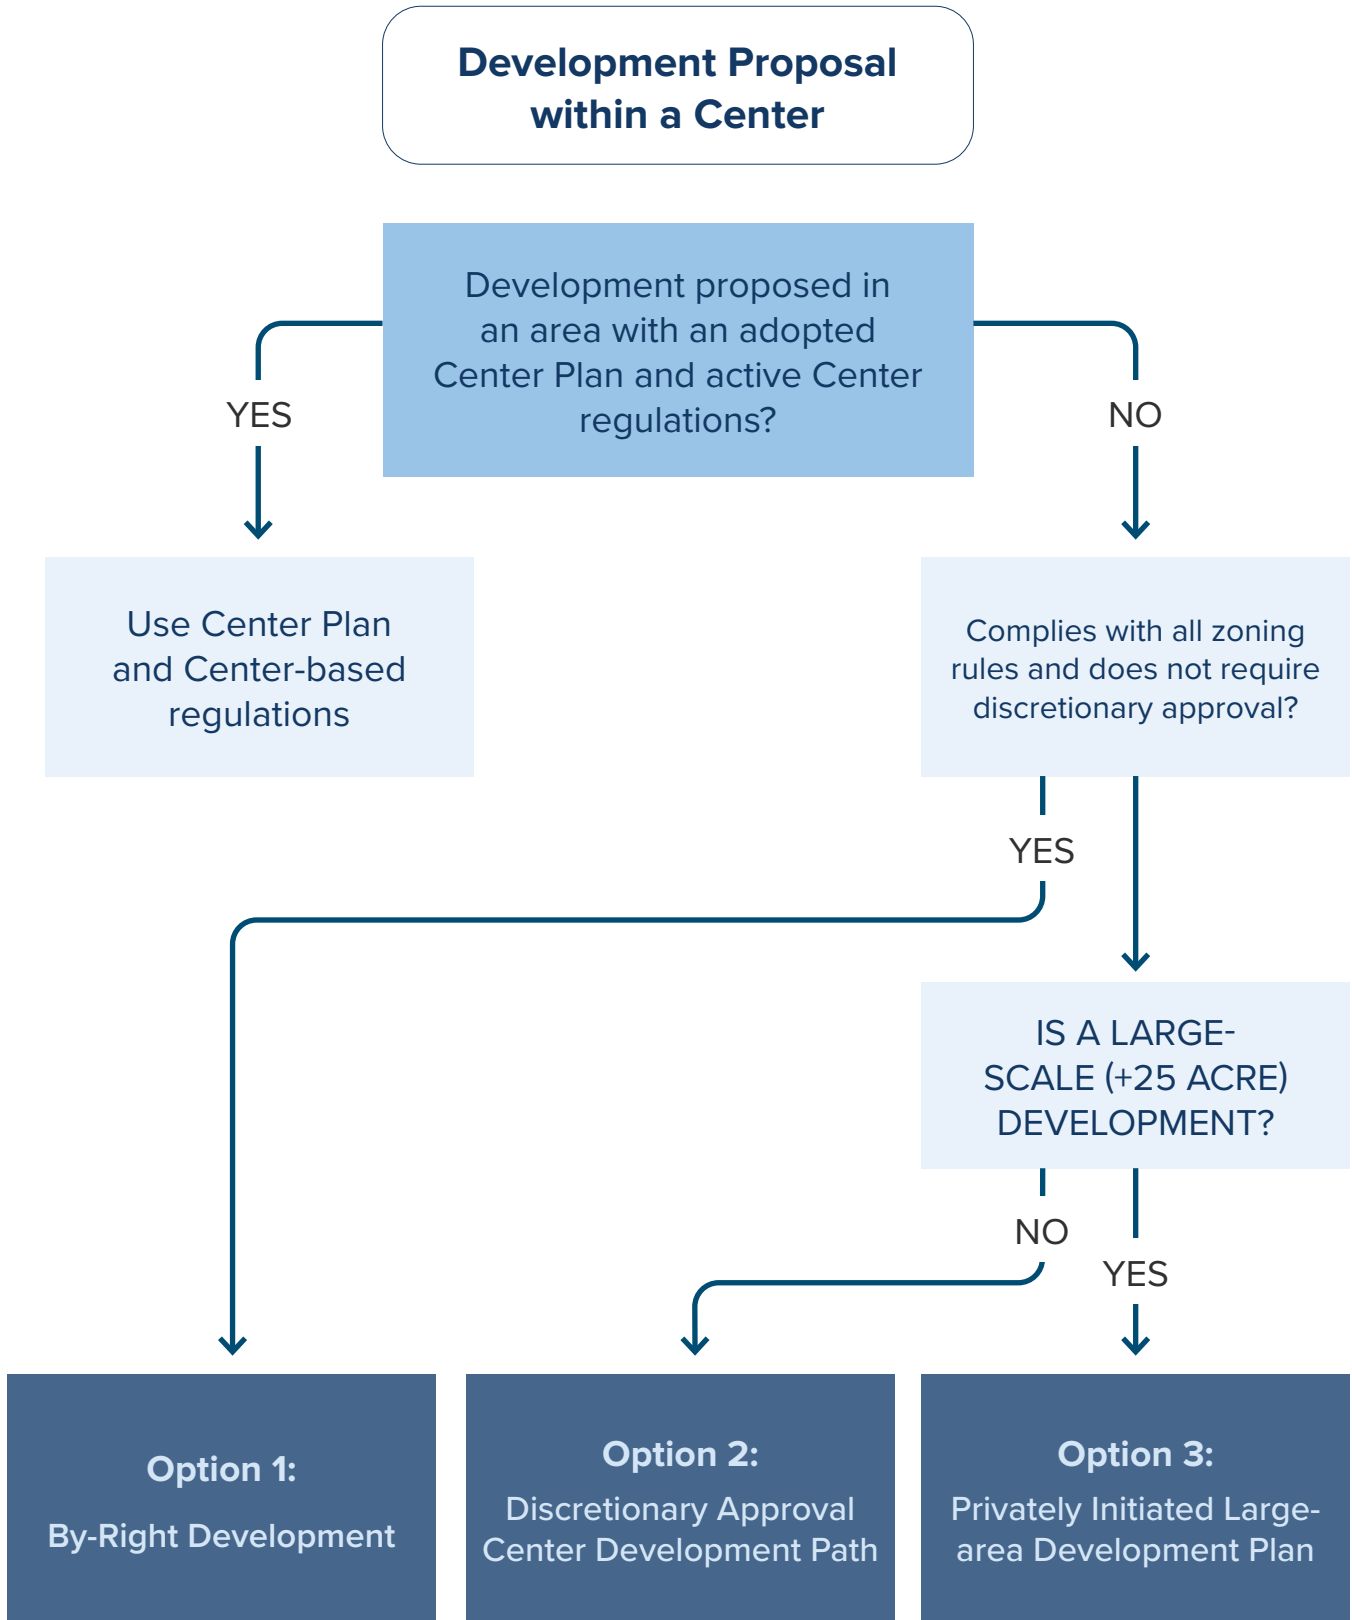 Development Proposal
within a Center
Development proposed in
an area with an adopted
Center Plan and active Center
regulations?
YES
NO
Use Center Plan
and Center-based
regulations
Complies with all zoning
rules and does not require
discretionary approval?
YES
IS A LARGE-
SCALE (+25 ACRE)
DEVELOPMENT?
NO
YES
Option 1:
By-Right Development
Option 2:
Discretionary Approval
Center Development Path
Option 3:
Privately Initiated Large-
area Development Plan